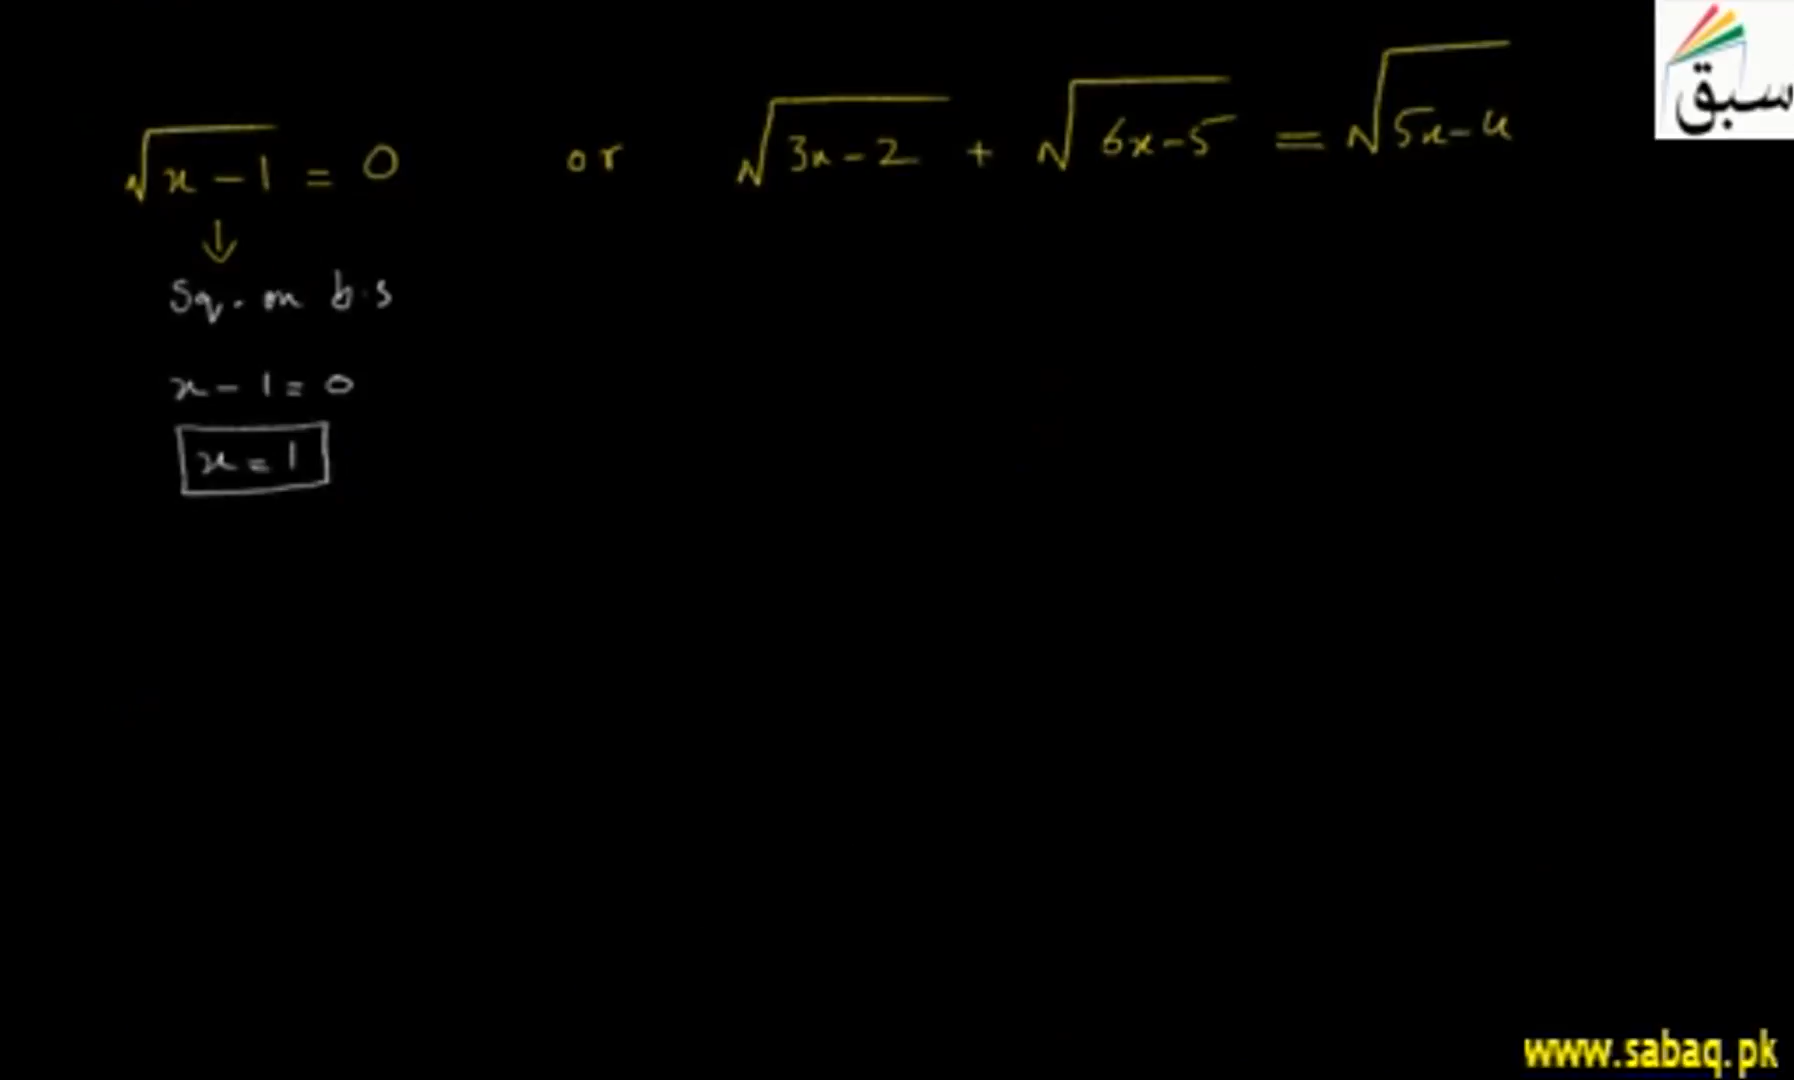 √(x-1) = 0 or √(3x-2) + √(6x-5) = √(5x-4)
↓
Sq. on b.s
x-1=0
x=1
سبق
www.sabaq.pk